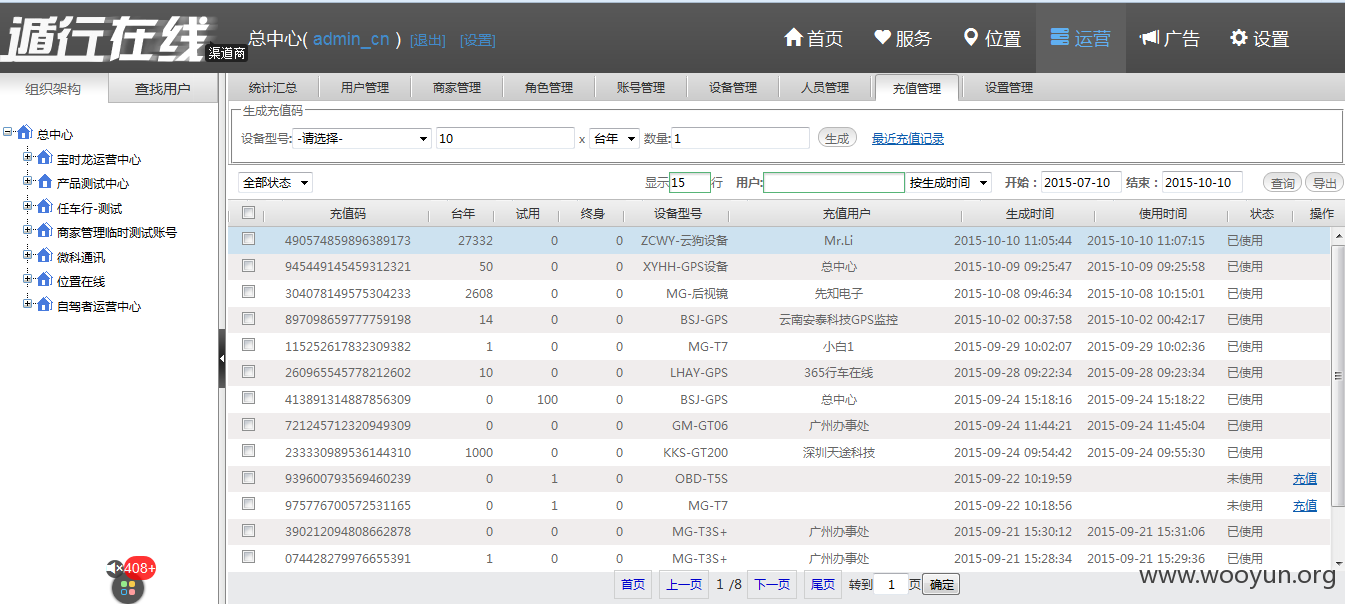 遁行在线 渠道商 总中心( admin_cn ) [退出] [设置] 首页 服务 位置 运营 广告 设置
组织架构 查找用户 统计汇总 用户管理 商家管理 角色管理 账号管理 设备管理 人员管理 充值管理 设置管理
总中心
宝时龙运营中心
产品测试中心
任车行-测试
商家管理临时测试账号
微科通讯
位置在线
自驾者运营中心
408+
生成充值码
设备型号: -请选择- 10 x 台年 数量: 1 生成 最近充值记录
全部状态 显示 15 行 用户: 按生成时间 开始： 2015-07-10 结束： 2015-10-10 查询 导出
充值码 台年 试用 终身 设备型号 充值用户 生成时间 使用时间 状态 操作
490574859896389173 27332 0 0 ZCWY-云狗设备 Mr.Li 2015-10-10 11:05:44 2015-10-10 11:07:15 已使用
945449145459312321 50 0 0 XYHH-GPS设备 总中心 2015-10-09 09:25:47 2015-10-09 09:25:58 已使用
304078149575304233 2608 0 0 MG-后视镜 先知电子 2015-10-08 09:46:34 2015-10-08 10:15:01 已使用
897098659777759198 14 0 0 BSJ-GPS 云南安泰科技GPS监控 2015-10-02 00:37:58 2015-10-02 00:42:17 已使用
115252617832309382 1 0 0 MG-T7 小白1 2015-09-29 10:02:07 2015-09-29 10:02:36 已使用
260965545778212602 10 0 0 LHAY-GPS 365行车在线 2015-09-28 09:22:34 2015-09-28 09:23:34 已使用
413891314887856309 0 100 0 BSJ-GPS 总中心 2015-09-24 15:18:16 2015-09-24 15:18:22 已使用
721245712320949309 0 0 0 GM-GT06 广州办事处 2015-09-24 11:44:21 2015-09-24 11:45:04 已使用
233330989536144310 1000 0 0 KKS-GT200 深圳天途科技 2015-09-24 09:54:42 2015-09-24 09:55:30 已使用
939600793569460239 0 1 0 OBD-T5S 2015-09-22 10:19:59 未使用 充值
975776700572531165 0 1 0 MG-T7 2015-09-22 10:18:56 未使用 充值
390212094808662878 0 0 0 MG-T3S+ 广州办事处 2015-09-21 15:30:12 2015-09-21 15:31:06 已使用
074428279976655391 1 0 0 MG-T3S+ 广州办事处 2015-09-21 15:28:34 2015-09-21 15:29:36 已使用
首页 上一页 1 /8 下一页 尾页 转到 1 页 确定
www.wooyun.org